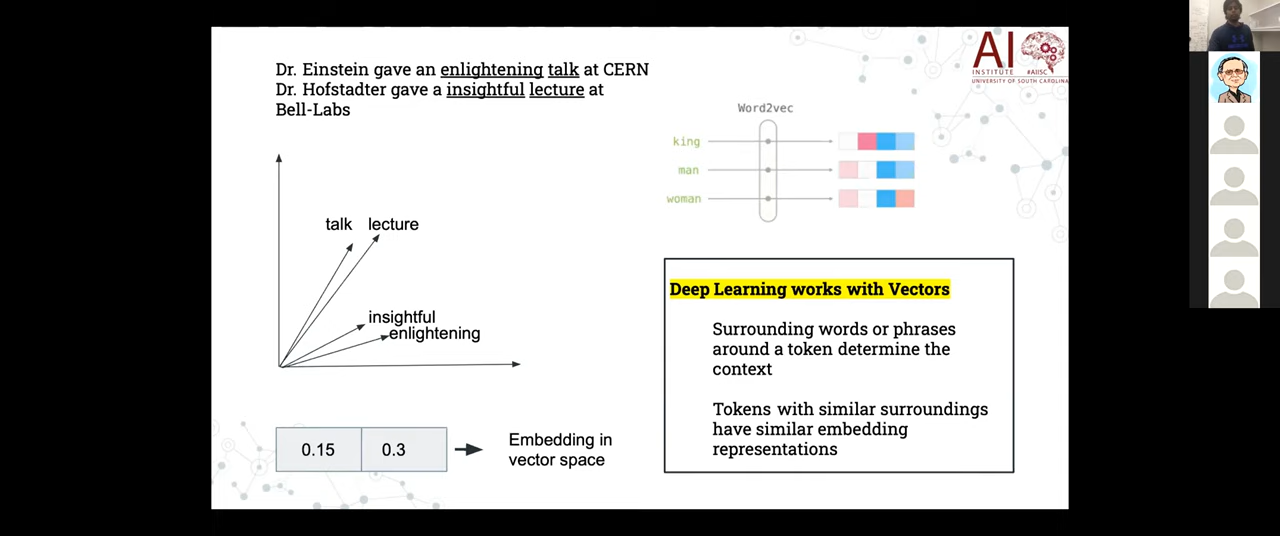 Dr. Einstein gave an enlightening talk at CERN
Dr. Hofstadter gave a insightful lecture at
Bell-Labs
AI
INSTITUTE #AIISC
UNIVERSITY OF SOUTH CAROLINA
Word2vec
king
man
woman
talk lecture
insightful
enlightening
0.15 0.3
Embedding in
vector space
Deep Learning works with Vectors
Surrounding words or phrases
around a token determine the
context
Tokens with similar surroundings
have similar embedding
representations